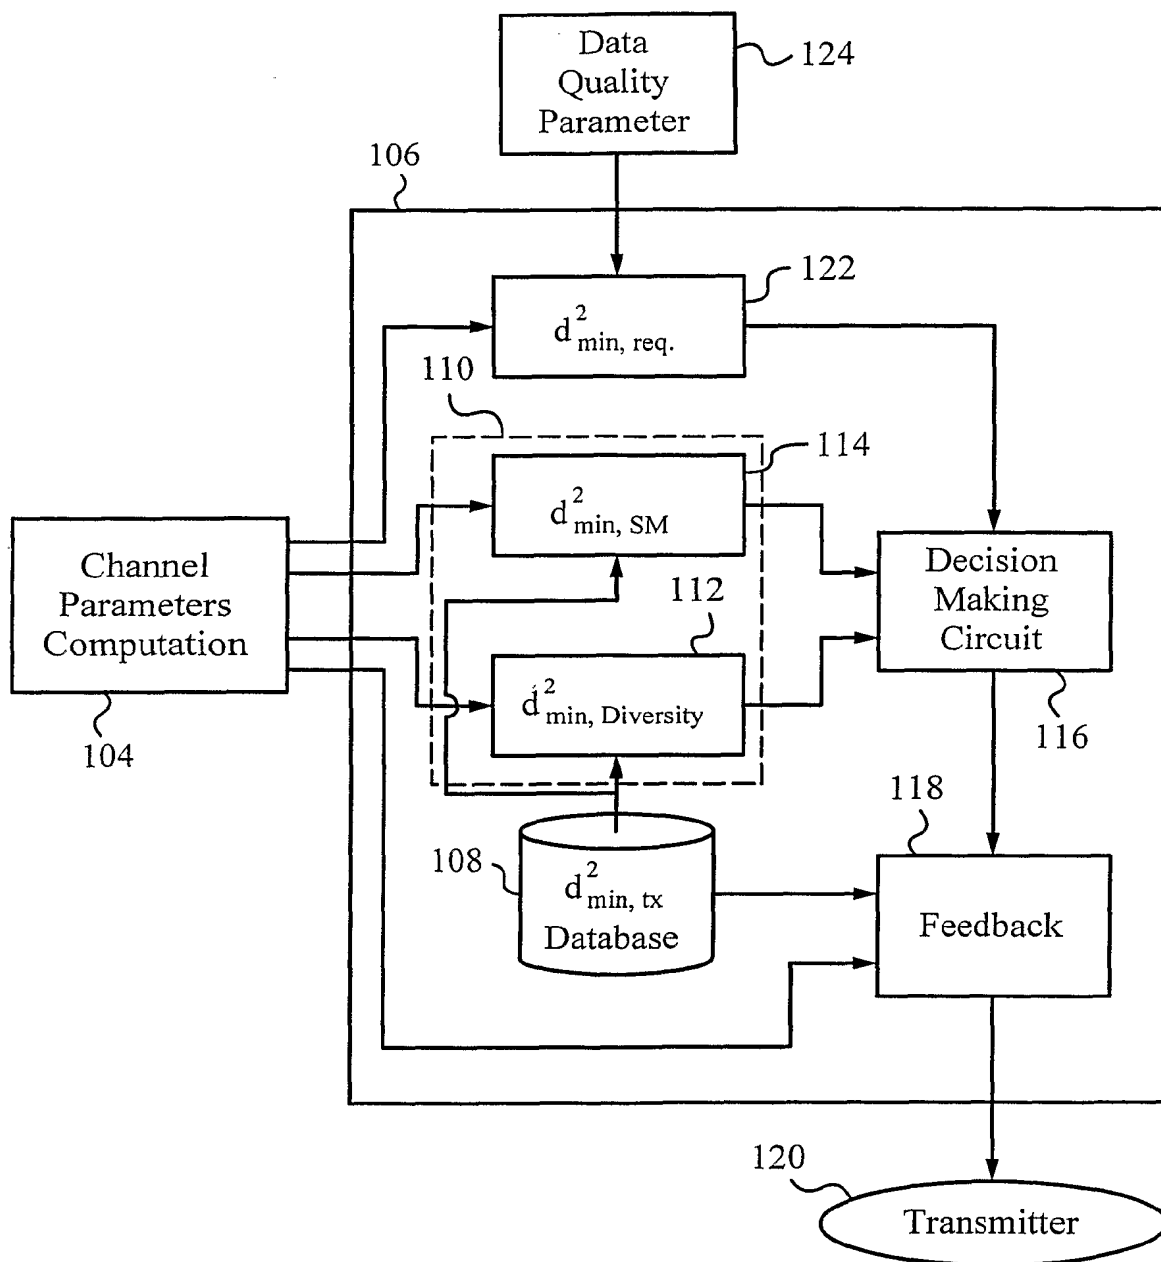 Data
Quality
Parameter
124
106
122
d²min, req.
110
114
d²min, SM
Channel
Parameters
Computation
104
112
d²min, Diversity
Decision
Making
Circuit
116
118
108
d²min, tx
Database
Feedback
120
Transmitter